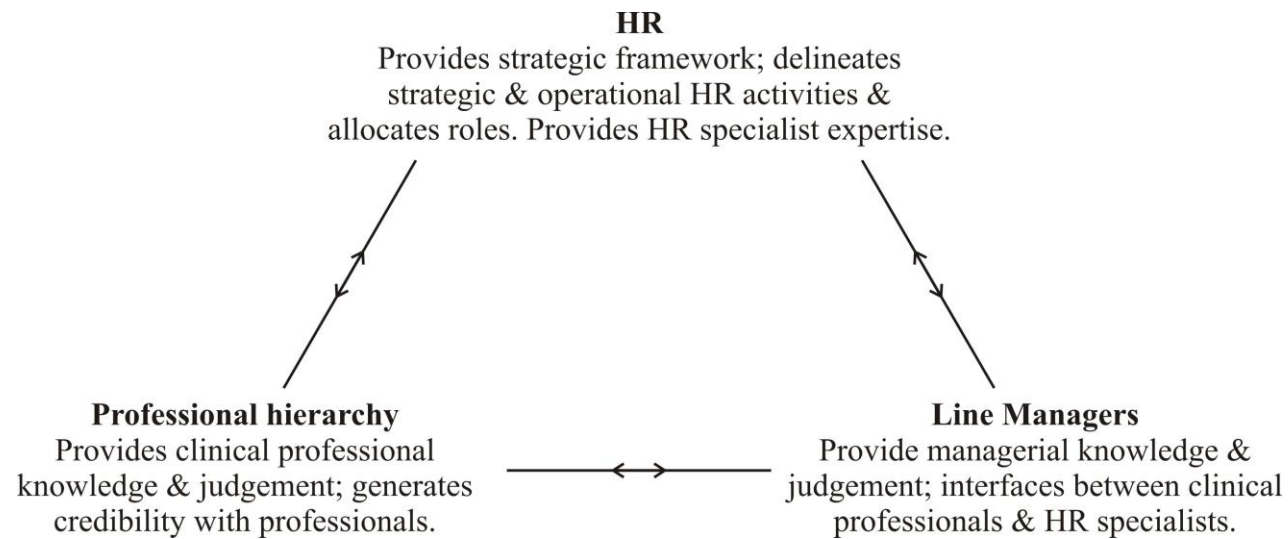 HR
Provides strategic framework; delineates
strategic & operational HR activities &
allocates roles. Provides HR specialist expertise.
Professional hierarchy
Provides clinical professional
knowledge & judgement; generates
credibility with professionals.
Line Managers
Provide managerial knowledge &
judgement; interfaces between clinical
professionals & HR specialists.